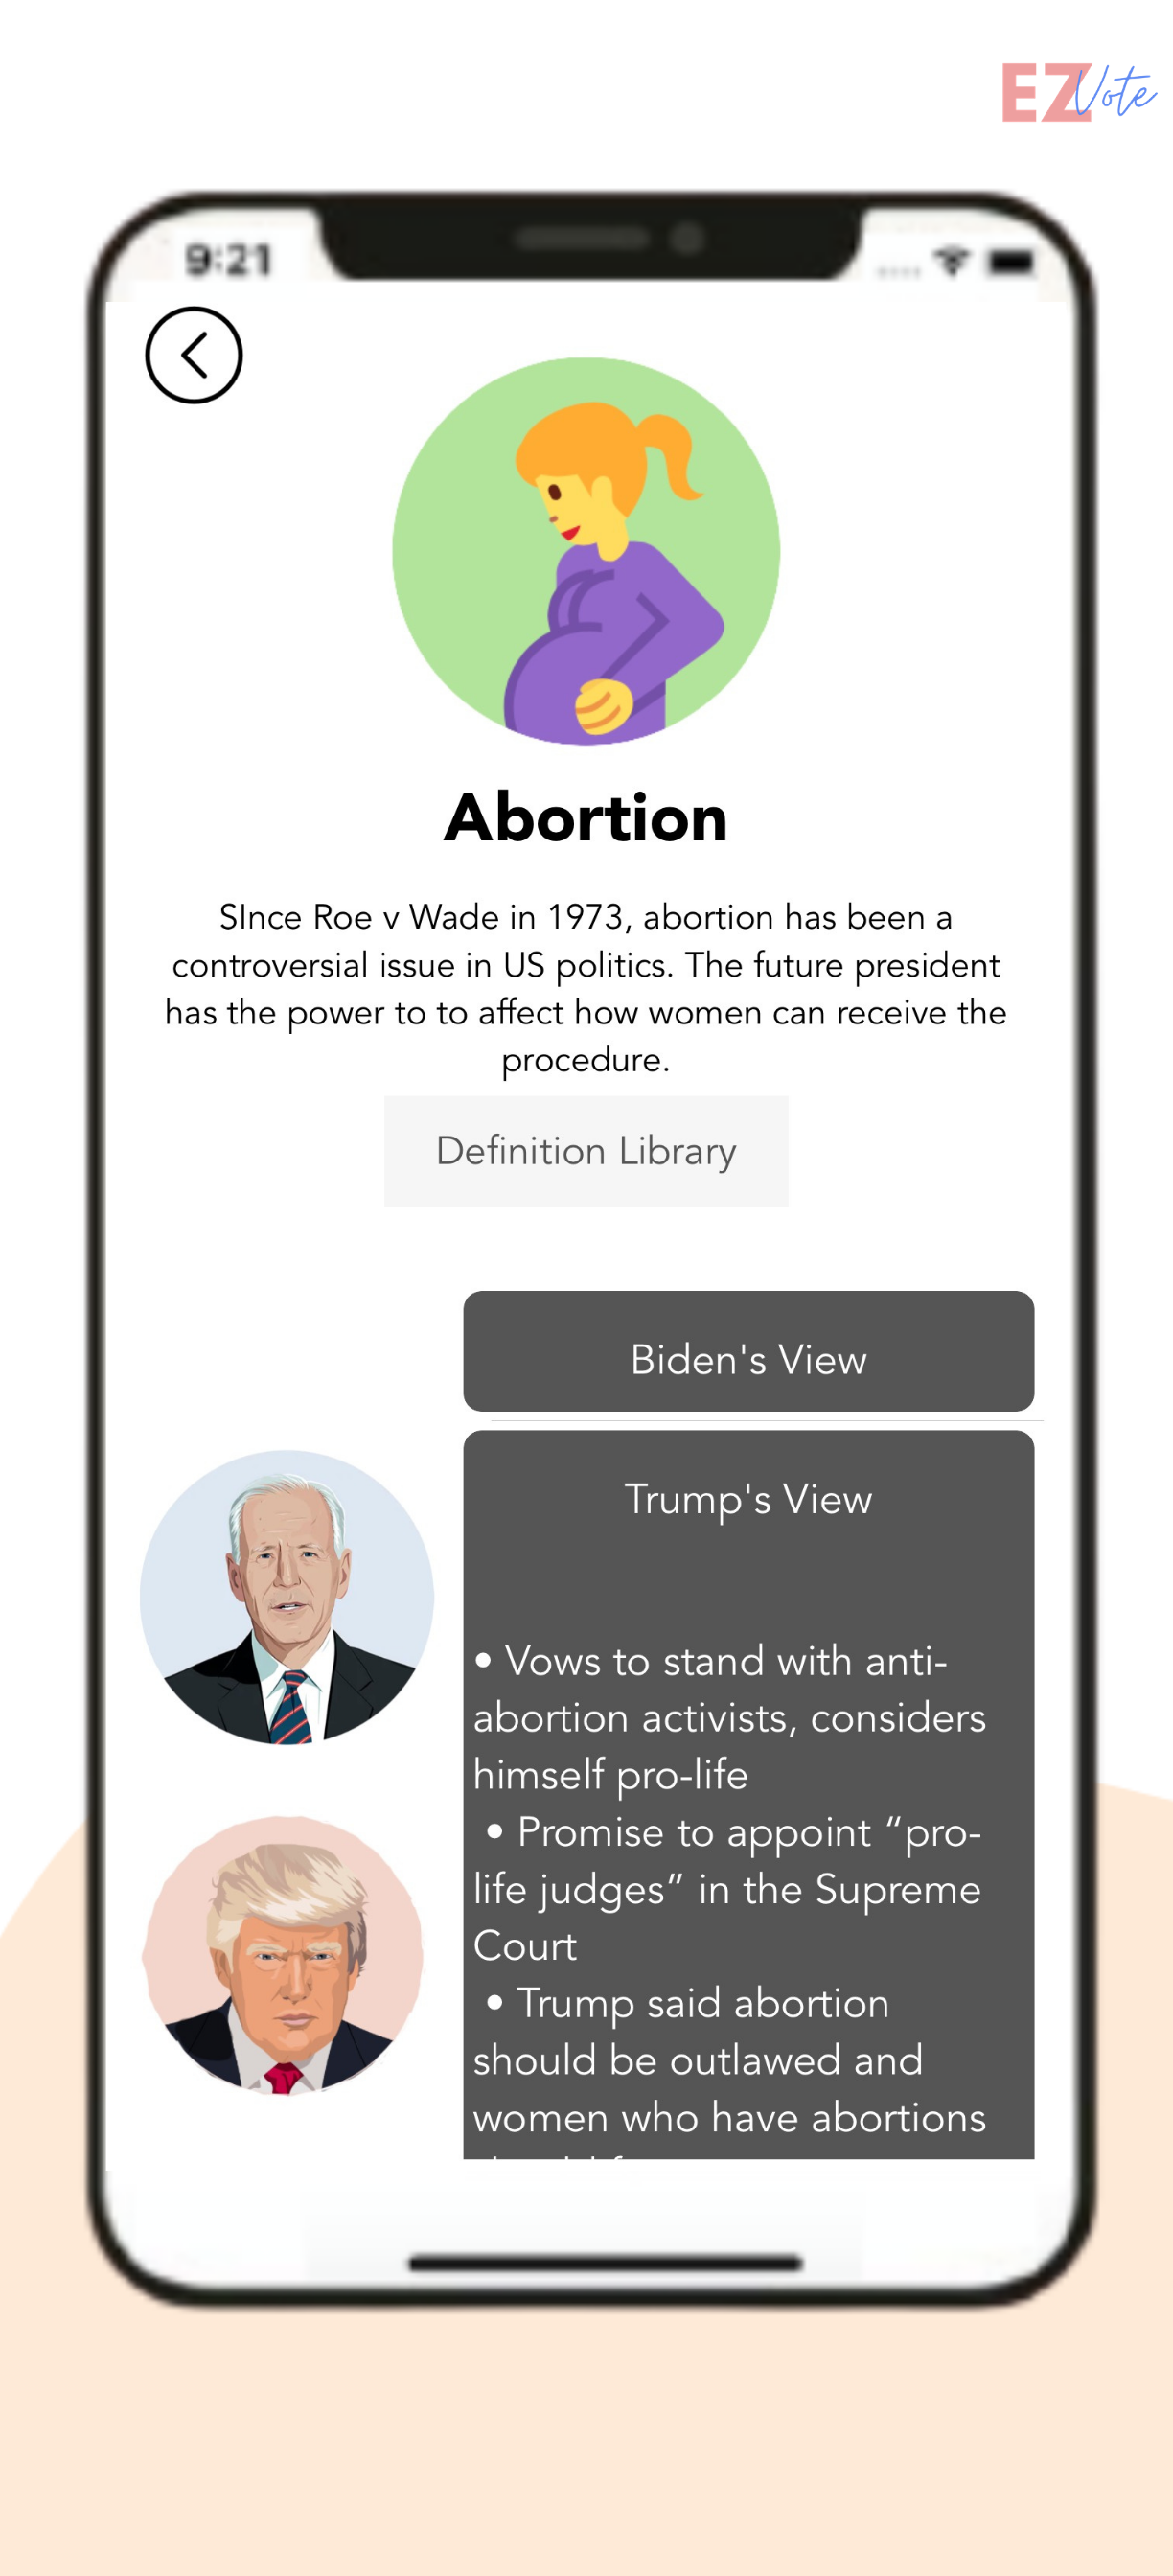 EZVote
9:21
Abortion
SInce Roe v Wade in 1973, abortion has been a
controversial issue in US politics. The future president
has the power to to affect how women can receive the
procedure.
Definition Library
Biden's View
Trump's View
• Vows to stand with anti-
abortion activists, considers
himself pro-life
• Promise to appoint “pro-
life judges” in the Supreme
Court
• Trump said abortion
should be outlawed and
women who have abortions